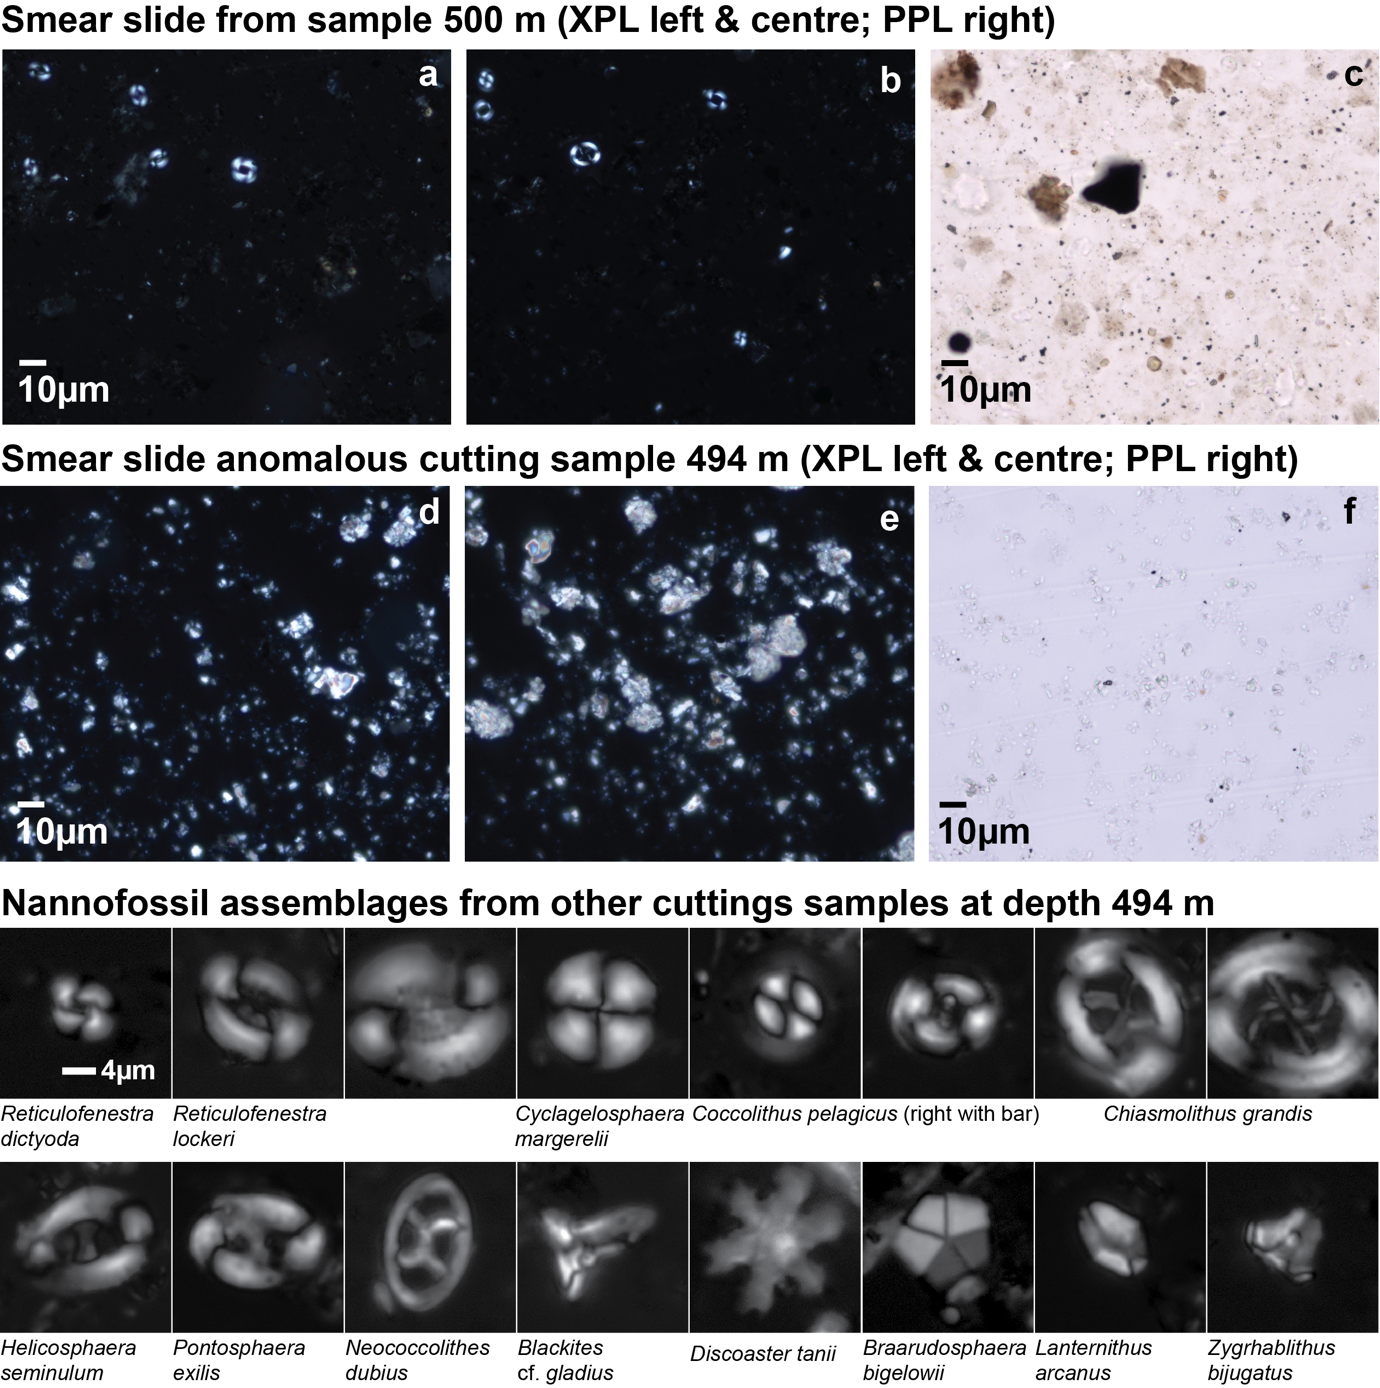 Smear slide from sample 500 m (XPL left & centre; PPL right)
a
b
c
10µm
10µm
Smear slide anomalous cutting sample 494 m (XPL left & centre; PPL right)
d
e
f
10µm
10µm
Nannofossil assemblages from other cuttings samples at depth 494 m
4µm
Reticulofenestra
dictyoda
Reticulofenestra
lockeri
Cyclagelosphaera
margerelii
Coccolithus pelagicus (right with bar)
Chiasmolithus grandis
Helicosphaera
seminulum
Pontosphaera
exilis
Neococcolithes
dubius
Blackites
cf. gladius
Discoaster tanii
Braarudosphaera
bigelowii
Lanternithus
arcanus
Zygrhablithus
bijugatus